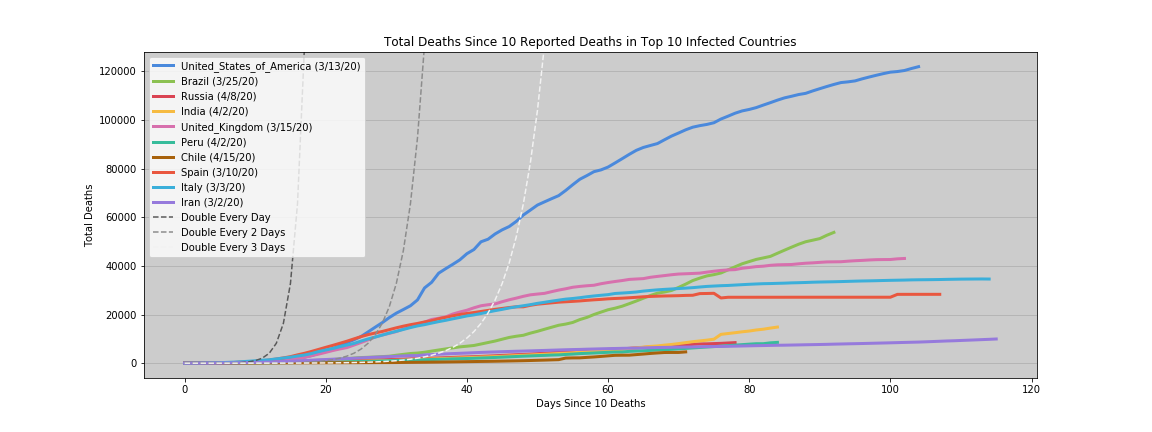 Total Deaths Since 10 Reported Deaths in Top 10 Infected Countries
Total Deaths
120000
100000
80000
60000
40000
20000
0
United_States_of_America (3/13/20)
Brazil (3/25/20)
Russia (4/8/20)
India (4/2/20)
United_Kingdom (3/15/20)
Peru (4/2/20)
Chile (4/15/20)
Spain (3/10/20)
Italy (3/3/20)
Iran (3/2/20)
Double Every Day
Double Every 2 Days
Double Every 3 Days
0 20 40 60 80 100 120
Days Since 10 Deaths